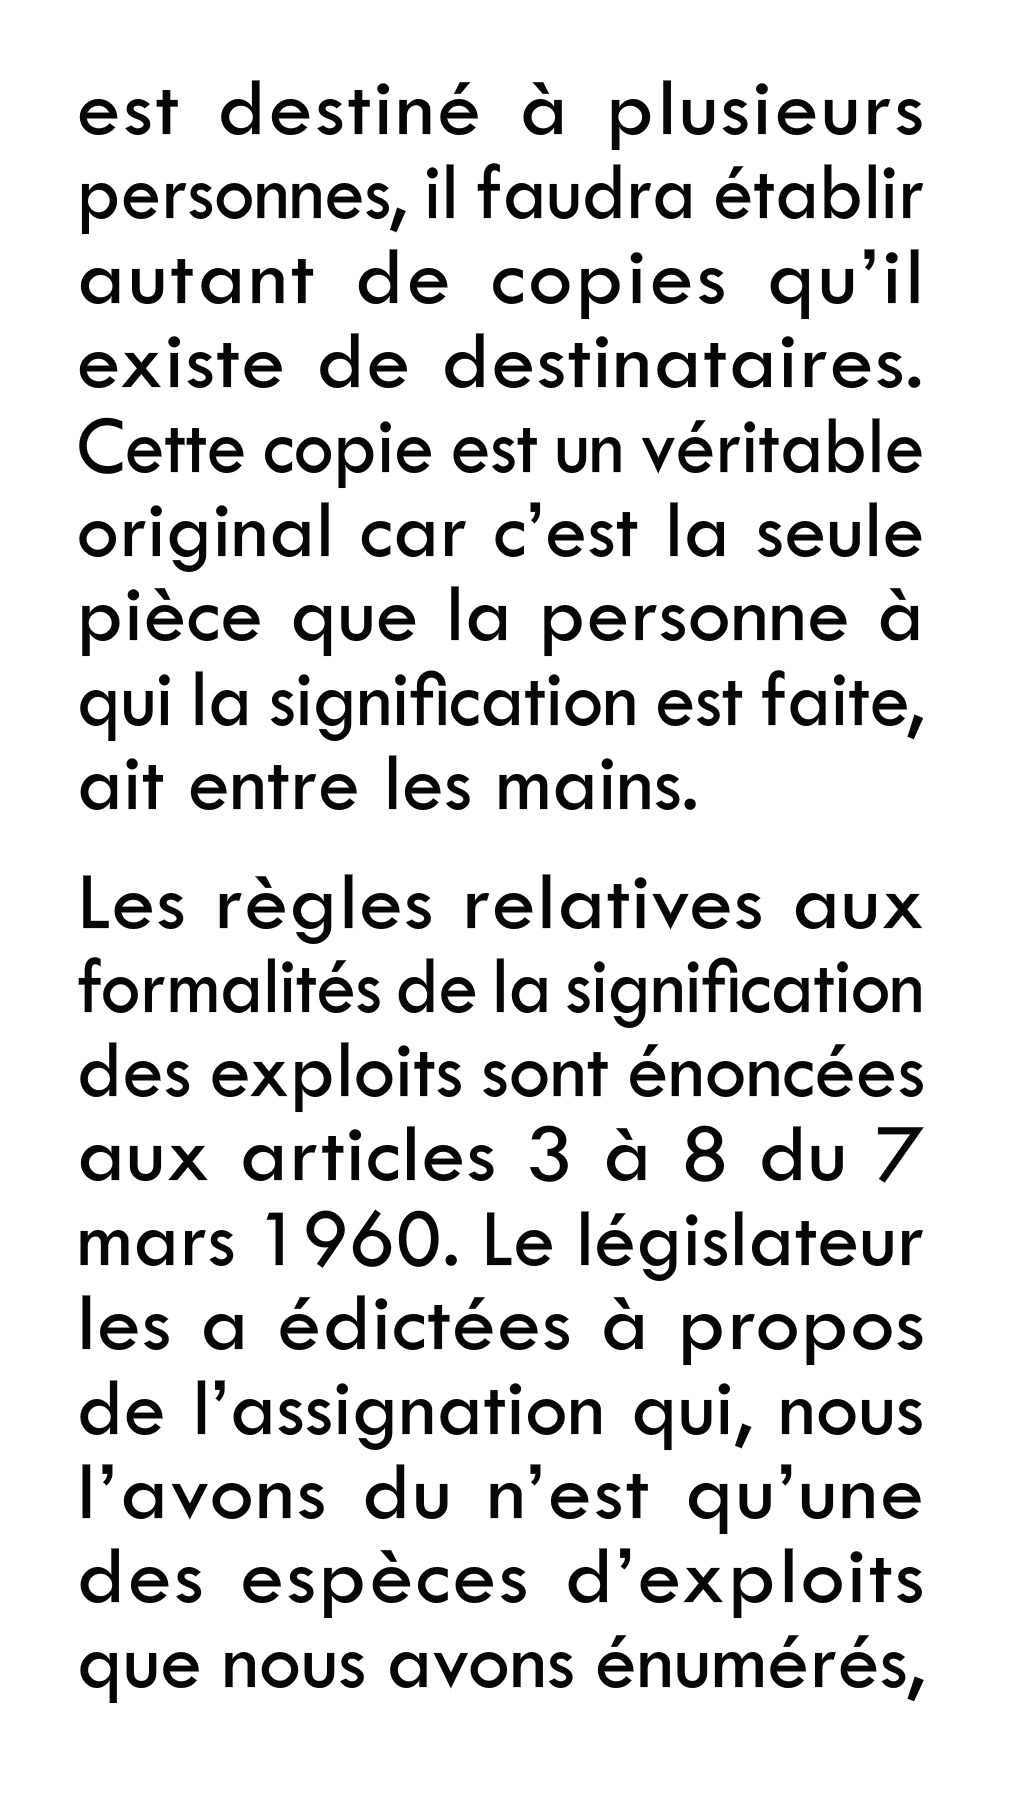 est destiné à plusieurs
personnes, il faudra établir
autant de copies qu’il
existe de destinataires.
Cette copie est un véritable
original car c’est la seule
pièce que la personne à
qui la signification est faite,
ait entre les mains.
Les règles relatives aux
formalités de la signification
des exploits sont énoncées
aux articles 3 à 8 du 7
mars 1960. Le législateur
les a édictées à propos
de l’assignation qui, nous
l’avons du n’est qu’une
des espèces d’exploits
que nous avons énumérés,